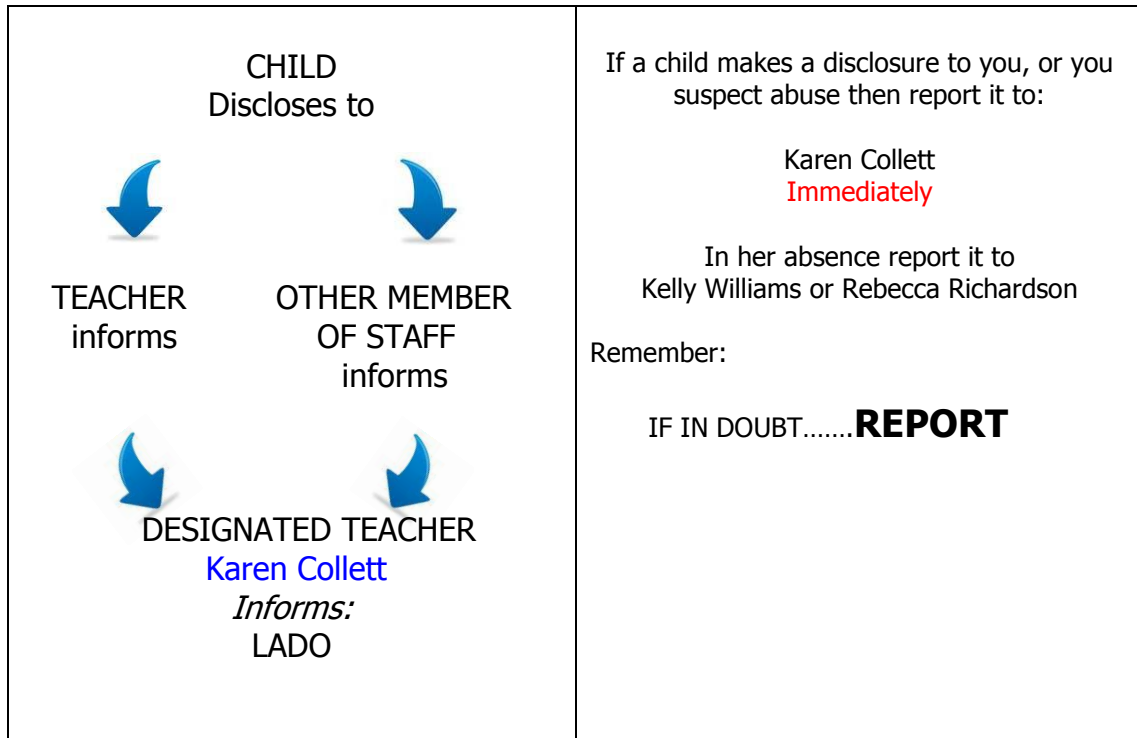 CHILD
Discloses to
TEACHER
informs
OTHER MEMBER
OF STAFF
informs
DESIGNATED TEACHER
Karen Collett
Informs:
LADO
If a child makes a disclosure to you, or you
suspect abuse then report it to:
Karen Collett
Immediately
In her absence report it to
Kelly Williams or Rebecca Richardson
Remember:
IF IN DOUBT.......REPORT